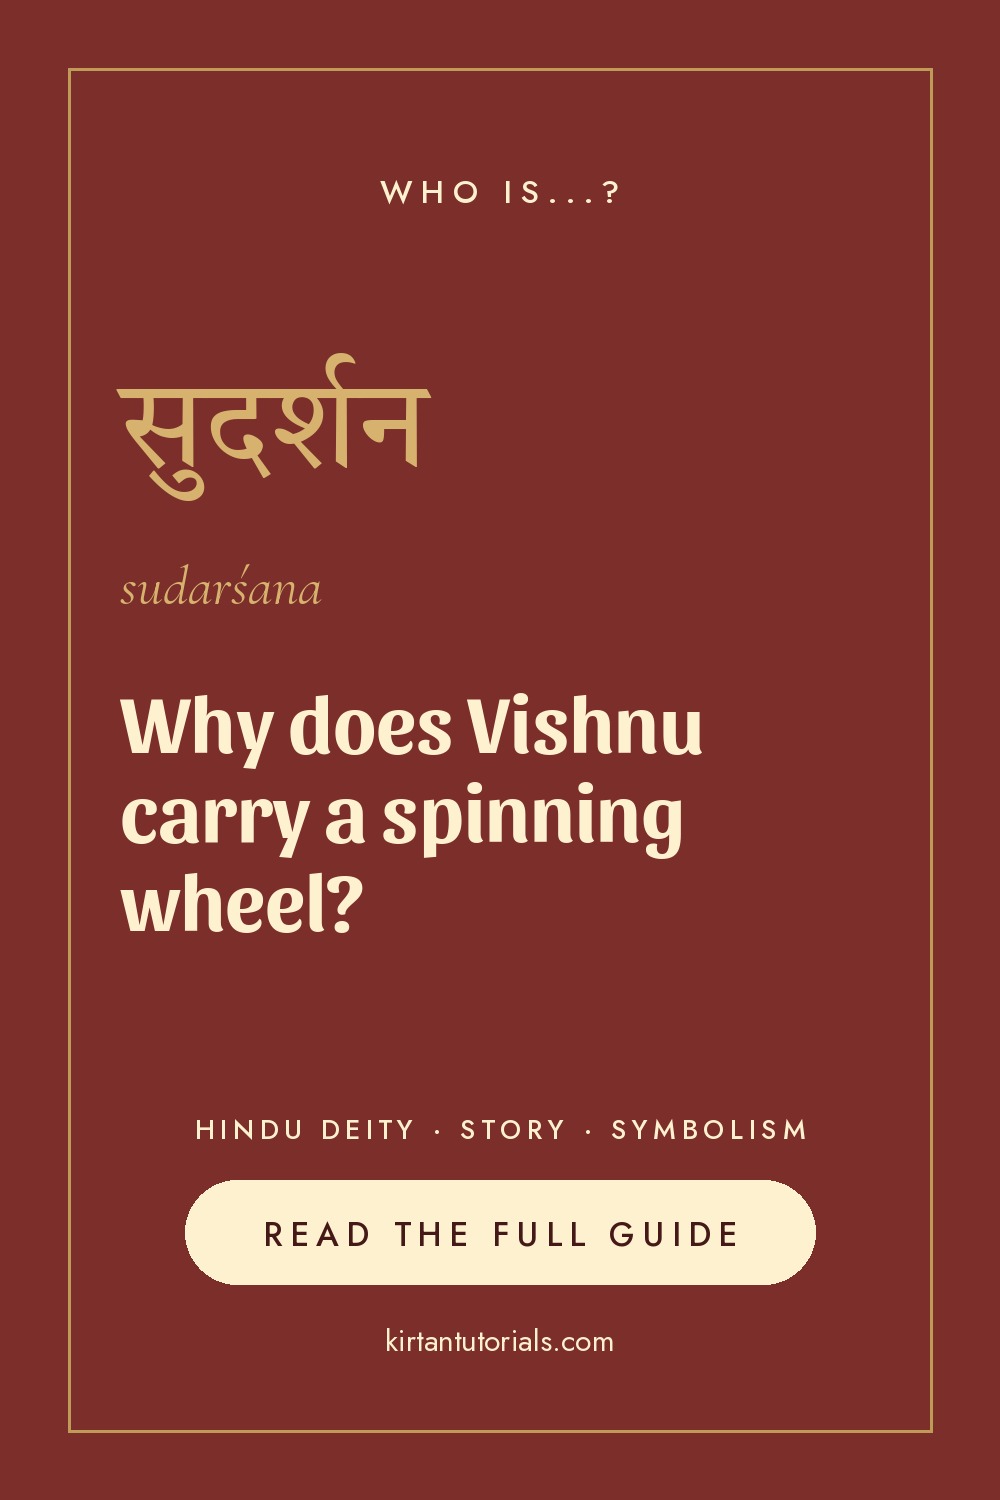 WHO IS...?
सुदर्शन
sudarśana
Why does Vishnu
carry a spinning
wheel?
HINDU DEITY · STORY · SYMBOLISM
READ THE FULL GUIDE
kirtantutorials.com